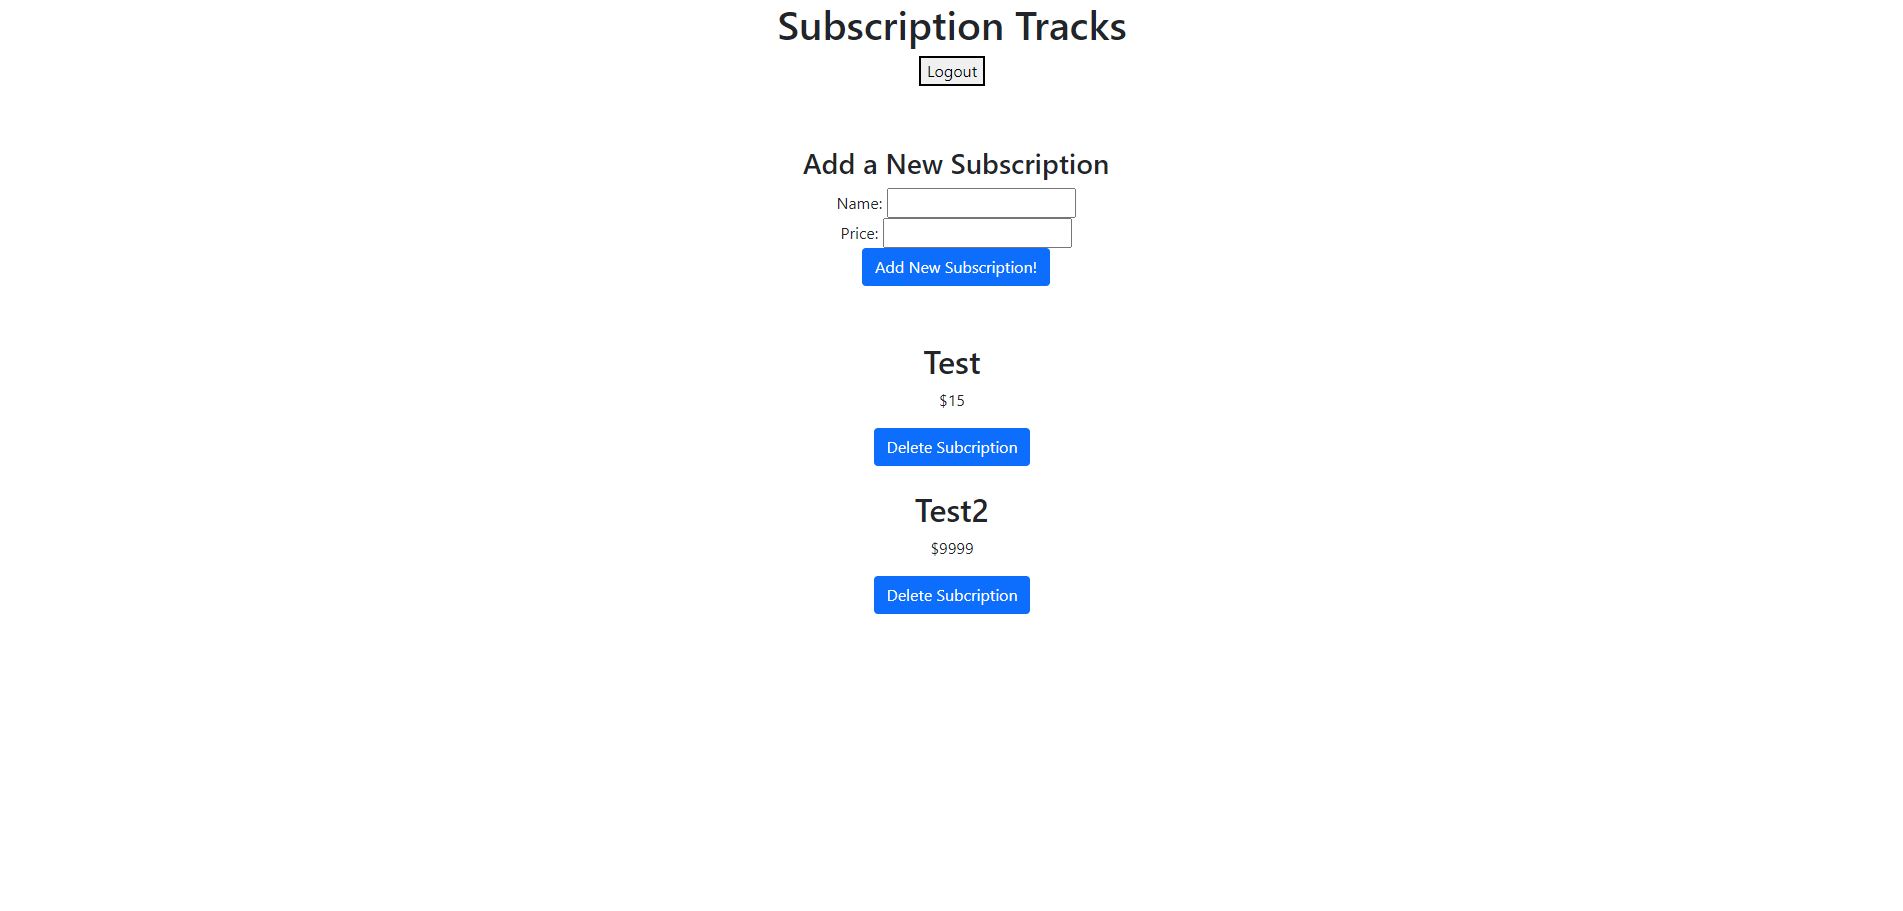 Subscription Tracks
Logout
Add a New Subscription
Name:
Price:
Add New Subscription!
Test
$15
Delete Subcription
Test2
$9999
Delete Subcription